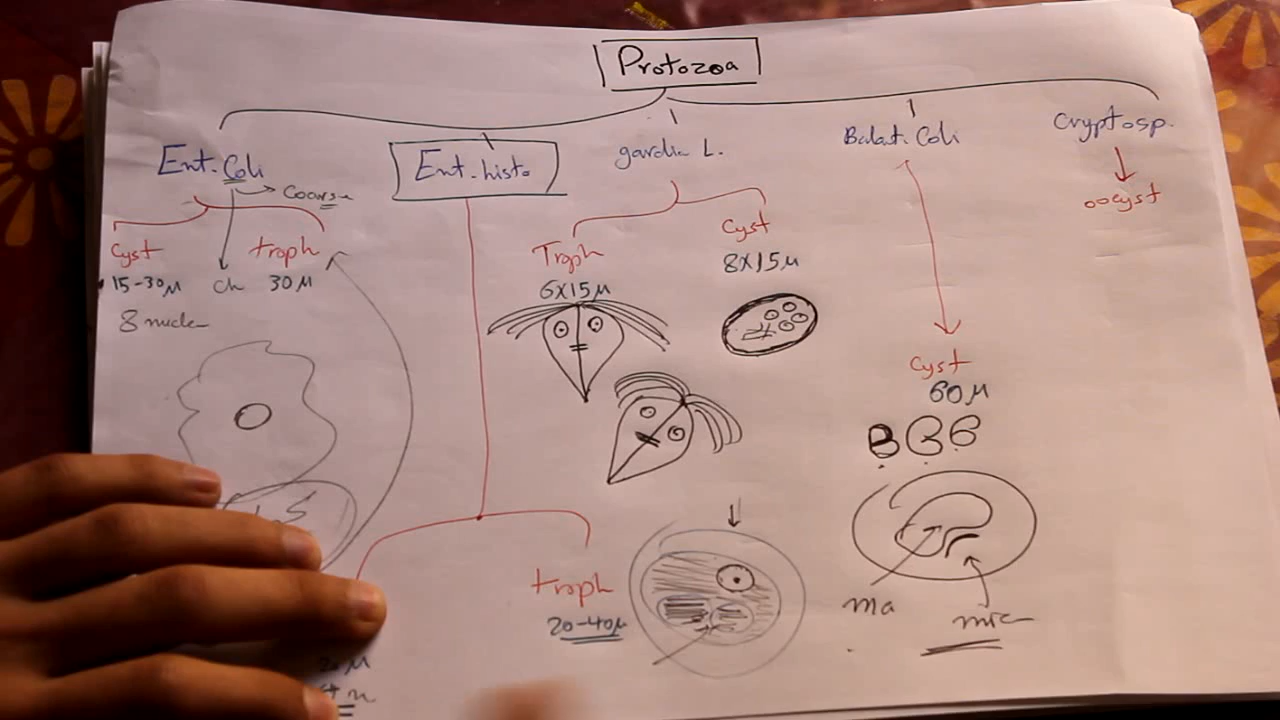 Protozoa
Ent. Coli
Coarse
Cyst
15-30µ
8 nucle
ch
troph
30µ
Ent. histo
troph
20-40µ
gardia L.
Troph
6X15µ
Cyst
8X15µ
Balat. Coli
Cyst
60µ
B
ma
mic
Cryptosp.
oocyst